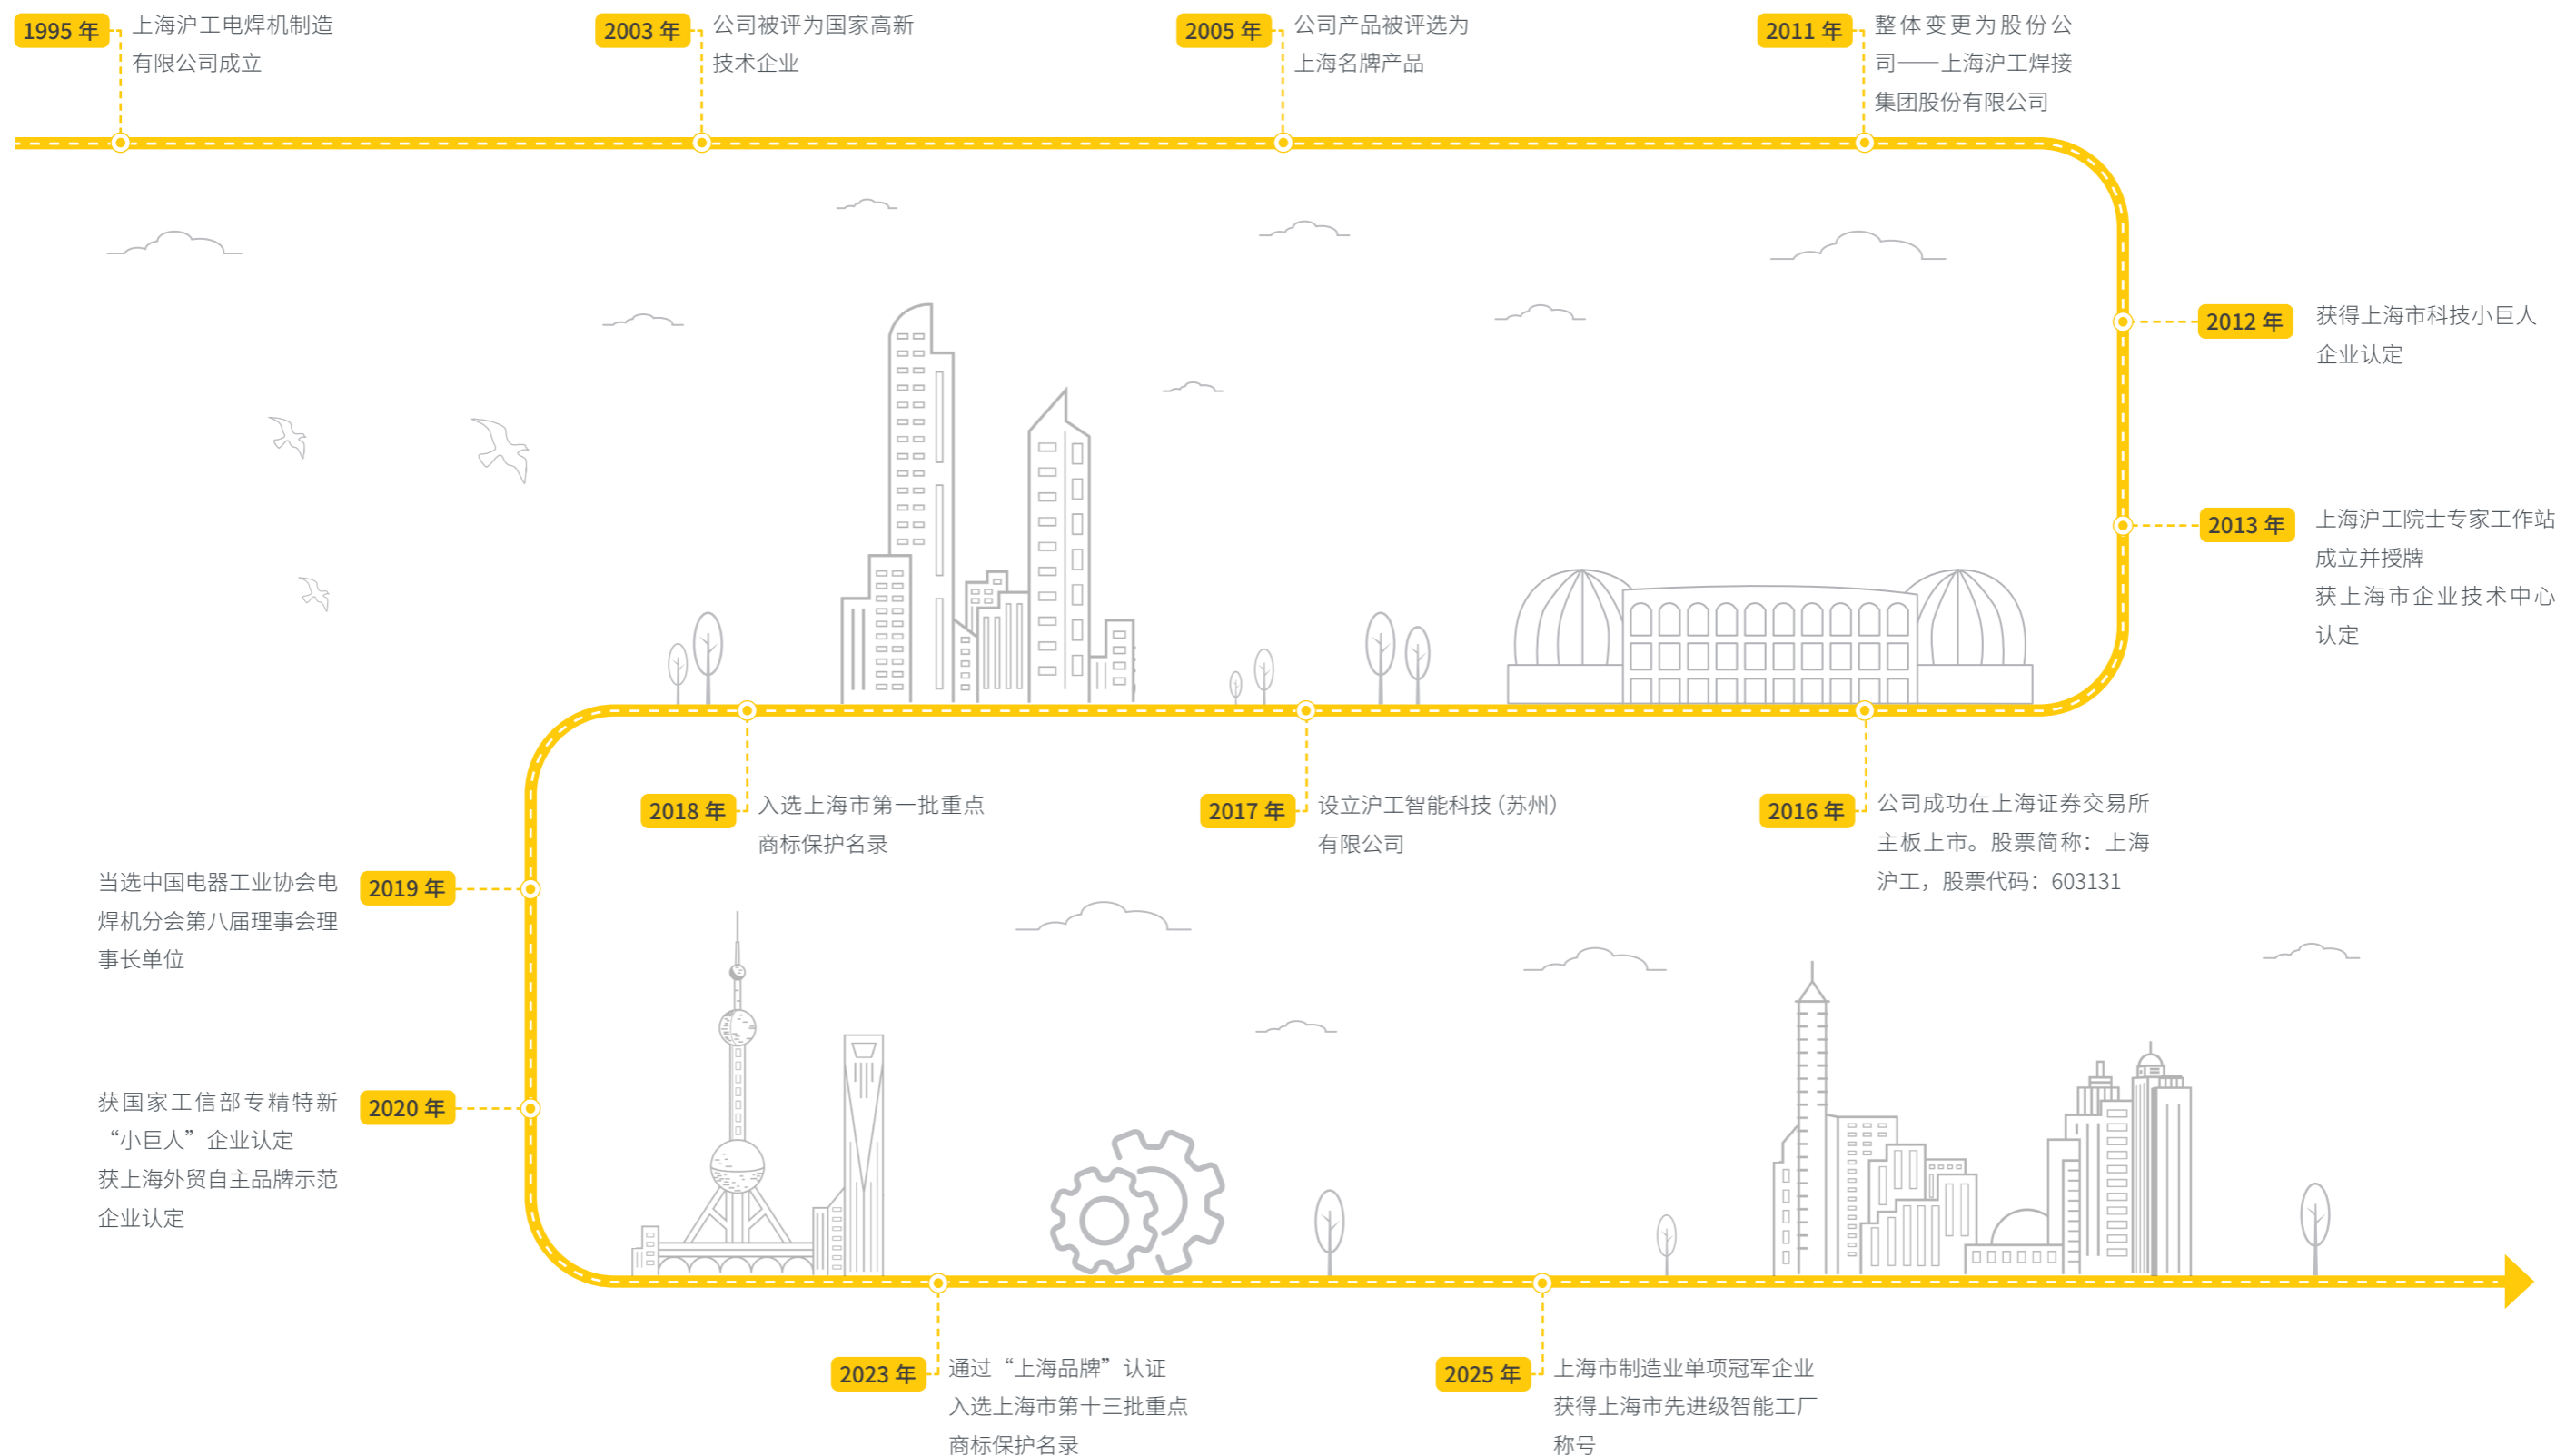 1995 年
上海沪工电焊机制造
有限公司成立
2003 年
公司被评为国家高新
技术企业
2005 年
公司产品被评选为
上海名牌产品
2011 年
整体变更为股份公
司——上海沪工焊接
集团股份有限公司
2012 年
获得上海市科技小巨人
企业认定
2013 年
上海沪工院士专家工作站
成立并授牌
获上海市企业技术中心
认定
2016 年
公司成功在上海证券交易所
主板上市。股票简称：上海
沪工，股票代码：603131
2017 年
设立沪工智能科技（苏州）
有限公司
2018 年
入选上海市第一批重点
商标保护名录
2019 年
当选中国电器工业协会电
焊机分会第八届理事会理
事长单位
2020 年
获国家工信部专精特新
“小巨人”企业认定
获上海外贸自主品牌示范
企业认定
2023 年
通过“上海品牌”认证
入选上海市第十三批重点
商标保护名录
2025 年
上海市制造业单项冠军企业
获得上海市先进级智能工厂
称号